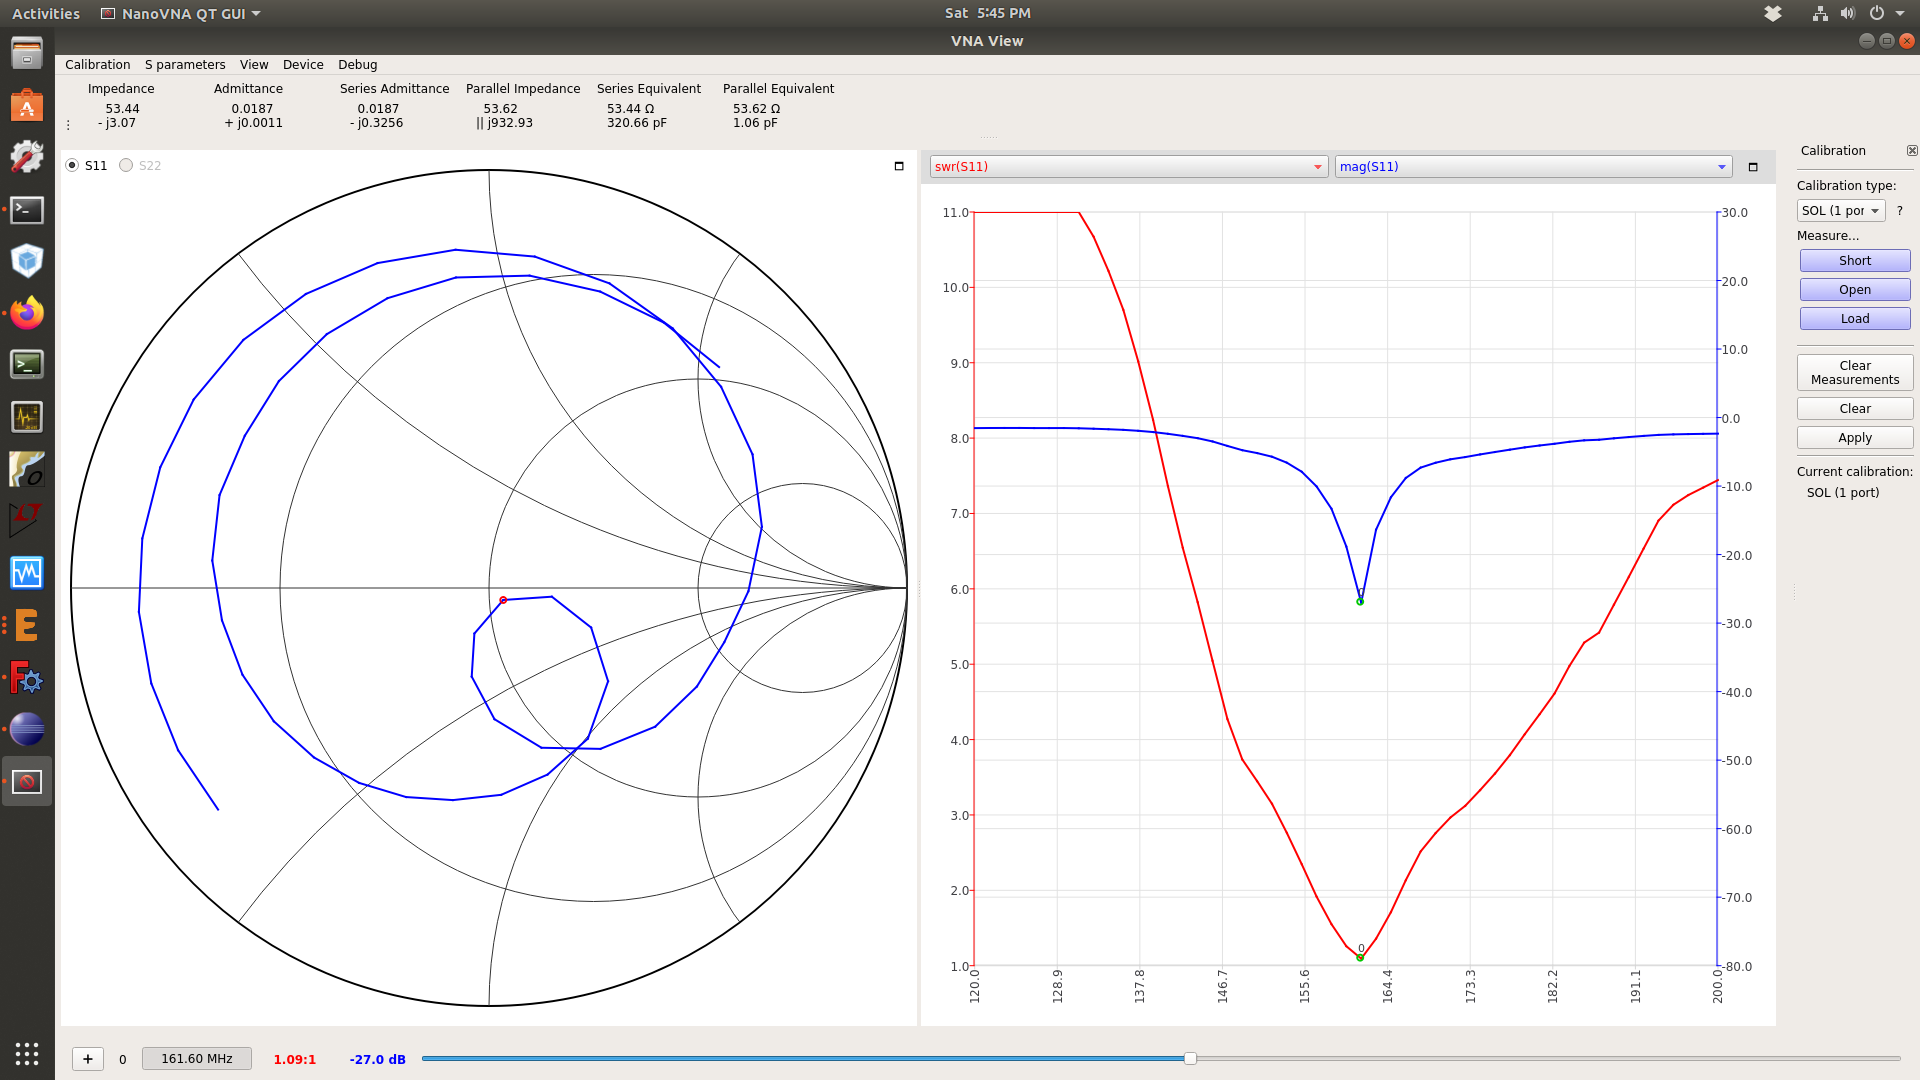 Activities NanoVNA QT GUI Sat 5:45 PM
VNA View
Calibration S parameters View Device Debug
Impedance Admittance Series Admittance Parallel Impedance Series Equivalent Parallel Equivalent
53.44 0.0187 0.0187 53.62 53.44 Ω 53.62 Ω
- j3.07 + j0.0011 - j0.3256 || j932.93 320.66 pF 1.06 pF
S11 S22
swr(S11) mag(S11)
11.0 30.0
10.0 20.0
9.0 10.0
8.0 0.0
7.0 -10.0
6.0 -20.0
5.0 -30.0
4.0 -40.0
3.0 -50.0
2.0 -60.0
1.0 -70.0
-80.0
0
120.0 128.9 137.8 146.7 155.6 164.4 173.3 182.2 191.1 200.0
Calibration
Calibration type:
SOL (1 por ?
Measure...
Short
Open
Load
Clear
Measurements
Clear
Apply
Current calibration:
SOL (1 port)
+ 0 161.60 MHz 1.09:1 -27.0 dB